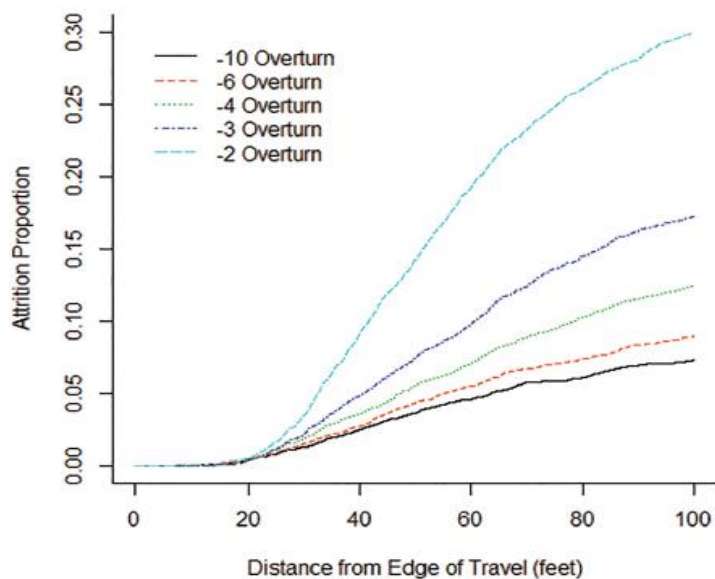 0.30
0.25
0.20
0.15
0.10
0.05
0.00
Attrition Proportion
-10 Overturn
-6 Overturn
-4 Overturn
-3 Overturn
-2 Overturn
0 20 40 60 80 100
Distance from Edge of Travel (feet)